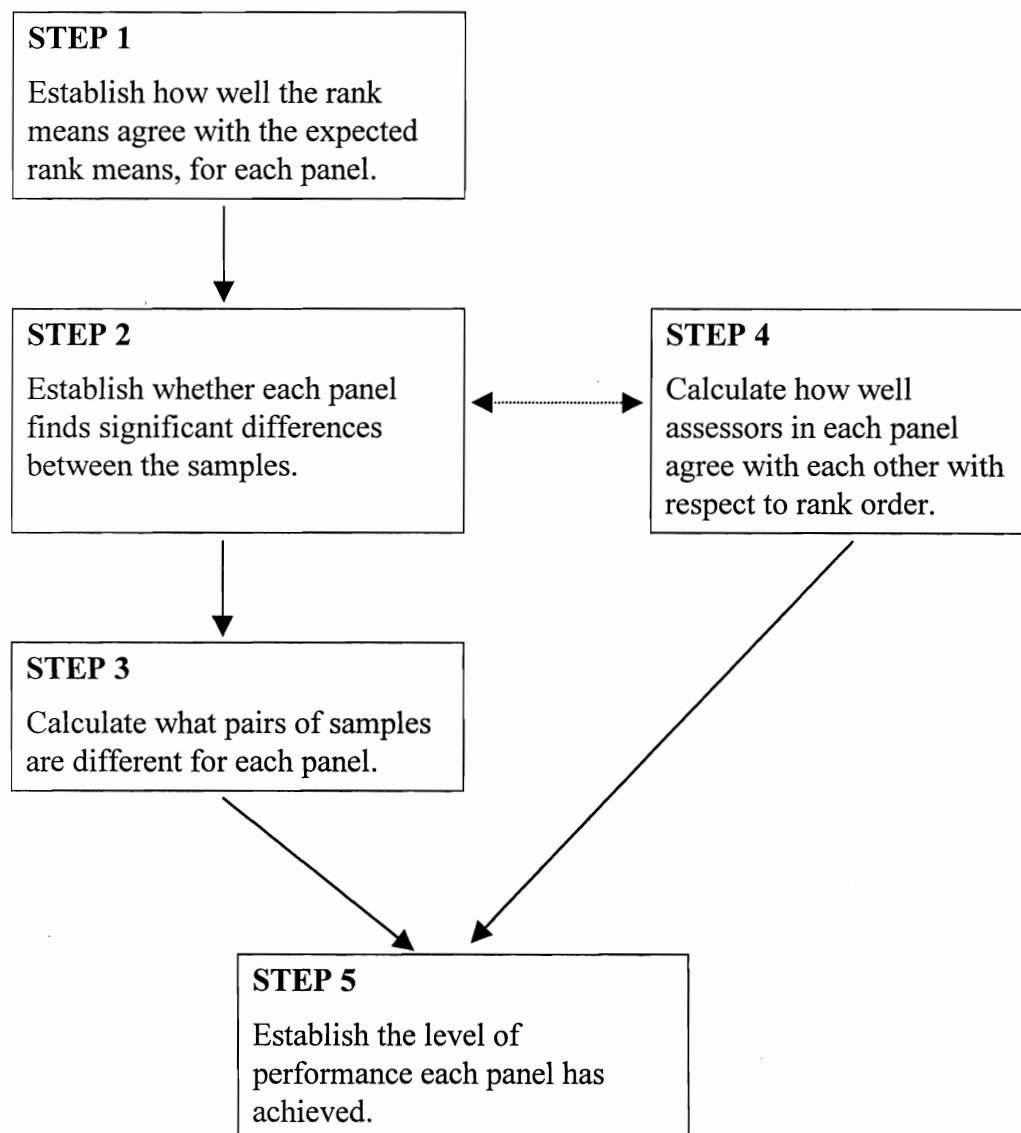 STEP 1
Establish how well the rank
means agree with the expected
rank means, for each panel.
STEP 2
Establish whether each panel
finds significant differences
between the samples.
STEP 4
Calculate how well
assessors in each panel
agree with each other with
respect to rank order.
STEP 3
Calculate what pairs of samples
are different for each panel.
STEP 5
Establish the level of
performance each panel has
achieved.